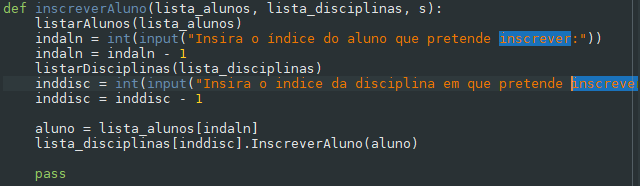 def inscreverAluno(lista_alunos, lista_disciplinas, s):
listarAlunos(lista_alunos)
indaln = int(input("Insira o índice do aluno que pretende inscrever:"))
indaln = indaln - 1
listarDisciplinas(lista_disciplinas)
inddisc = int(input("Insira o indice da disciplina em que pretende inscreve
inddisc = inddisc - 1
aluno = lista_alunos[indaln]
lista_disciplinas[inddisc].InscreverAluno(aluno)
pass